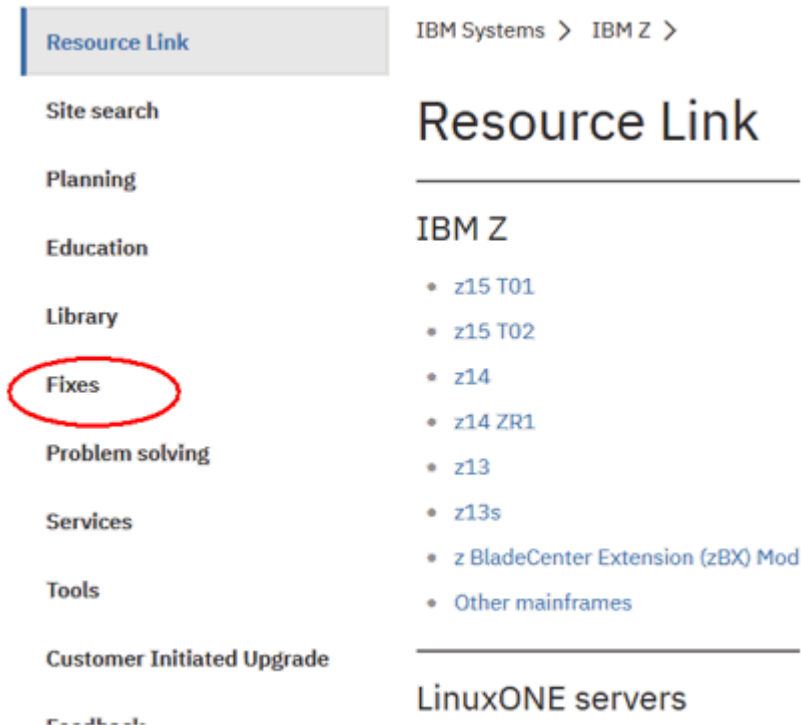 Resource Link
Site search
Planning
Education
Library
Fixes
Problem solving
Services
Tools
Customer Initiated Upgrade
Feedback
IBM Systems > IBM Z >
Resource Link
IBM Z
z15 T01
z15 T02
z14
z14 ZR1
z13
z13s
z BladeCenter Extension (zBX) Mod
Other mainframes
LinuxONE servers